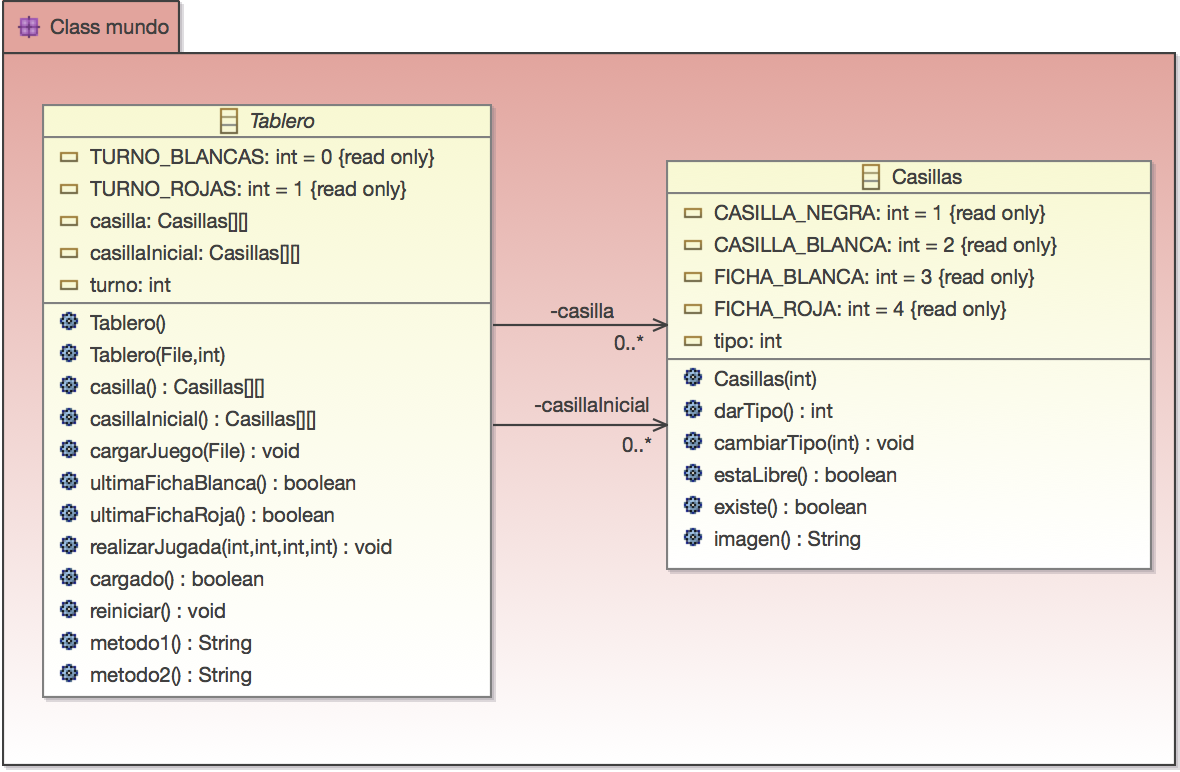 Class mundo
Tablero
TURNO_BLANCAS: int = 0 {read only}
TURNO_ROJAS: int = 1 {read only}
casilla: Casillas[][]
casillaInicial: Casillas[][]
turno: int
Tablero()
Tablero(File,int)
casilla() : Casillas[][]
casillaInicial() : Casillas[][]
cargarJuego(File) : void
ultimaFichaBlanca() : boolean
ultimaFichaRoja() : boolean
realizarJugada(int,int,int,int) : void
cargado() : boolean
reiniciar() : void
metodo1() : String
metodo2() : String
-casilla
0..*
-casillaInicial
0..*
Casillas
CASILLA_NEGRA: int = 1 {read only}
CASILLA_BLANCA: int = 2 {read only}
FICHA_BLANCA: int = 3 {read only}
FICHA_ROJA: int = 4 {read only}
tipo: int
Casillas(int)
darTipo() : int
cambiarTipo(int) : void
estaLibre() : boolean
existe() : boolean
imagen() : String